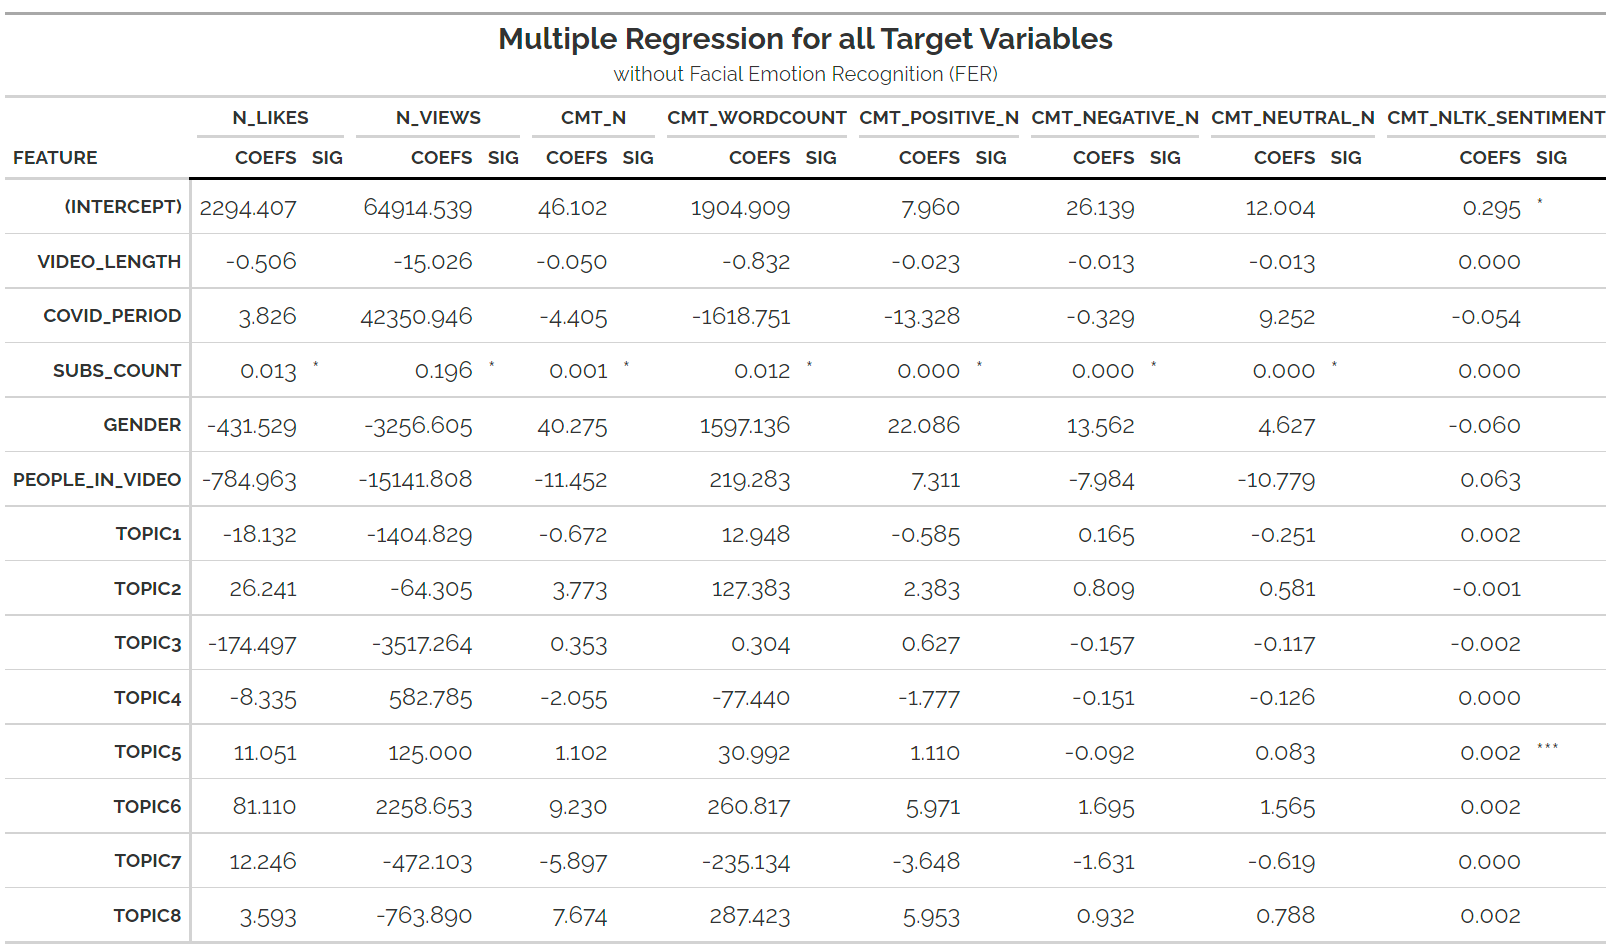 Multiple Regression for all Target Variables
without Facial Emotion Recognition (FER)
N_LIKES N_VIEWS CMT_N CMT_WORDCOUNT CMT_POSITIVE_N CMT_NEGATIVE_N CMT_NEUTRAL_N CMT_NLTK_SENTIMENT
FEATURE COEFS SIG COEFS SIG COEFS SIG COEFS SIG COEFS SIG COEFS SIG COEFS SIG COEFS SIG
(INTERCEPT) 2294.407 64914.539 46.102 1904.909 7.960 26.139 12.004 0.295 *
VIDEO_LENGTH -0.506 -15.026 -0.050 -0.832 -0.023 -0.013 -0.013 0.000
COVID_PERIOD 3.826 42350.946 -4.405 -1618.751 -13.328 -0.329 9.252 -0.054
SUBS_COUNT 0.013 * 0.196 * 0.001 * 0.012 * 0.000 * 0.000 * 0.000 * 0.000
GENDER -431.529 -3256.605 40.275 1597.136 22.086 13.562 4.627 -0.060
PEOPLE_IN_VIDEO -784.963 -15141.808 -11.452 219.283 7.311 -7.984 -10.779 0.063
TOPIC1 -18.132 -1404.829 -0.672 12.948 -0.585 0.165 -0.251 0.002
TOPIC2 26.241 -64.305 3.773 127.383 2.383 0.809 0.581 -0.001
TOPIC3 -174.497 -3517.264 0.353 0.304 0.627 -0.157 -0.117 -0.002
TOPIC4 -8.335 582.785 -2.055 -77.440 -1.777 -0.151 -0.126 0.000
TOPIC5 11.051 125.000 1.102 30.992 1.110 -0.092 0.083 0.002 ***
TOPIC6 81.110 2258.653 9.230 260.817 5.971 1.695 1.565 0.002
TOPIC7 12.246 -472.103 -5.897 -235.134 -3.648 -1.631 -0.619 0.000
TOPIC8 3.593 -763.890 7.674 287.423 5.953 0.932 0.788 0.002